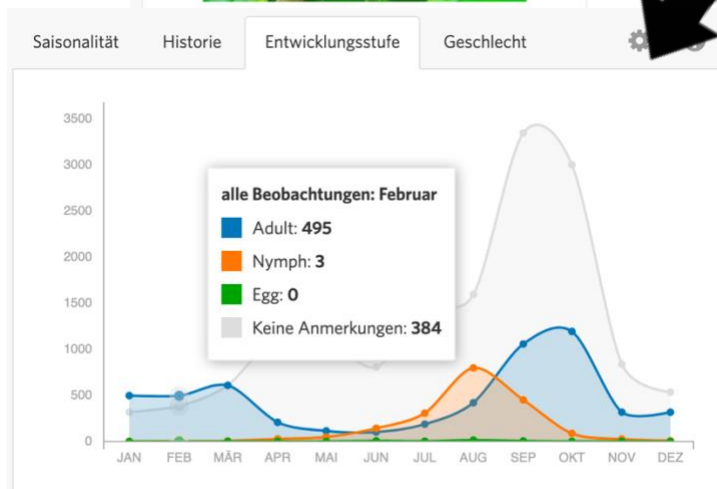 Saisonalität Historie Entwicklungsstufe Geschlecht
3500
3000
2500
2000
1500
1000
500
0
alle Beobachtungen: Februar
Adult: 495
Nymph: 3
Egg: 0
Keine Anmerkungen: 384
JAN FEB MÄR APR MAI JUN JUL AUG SEP OKT NOV DEZ